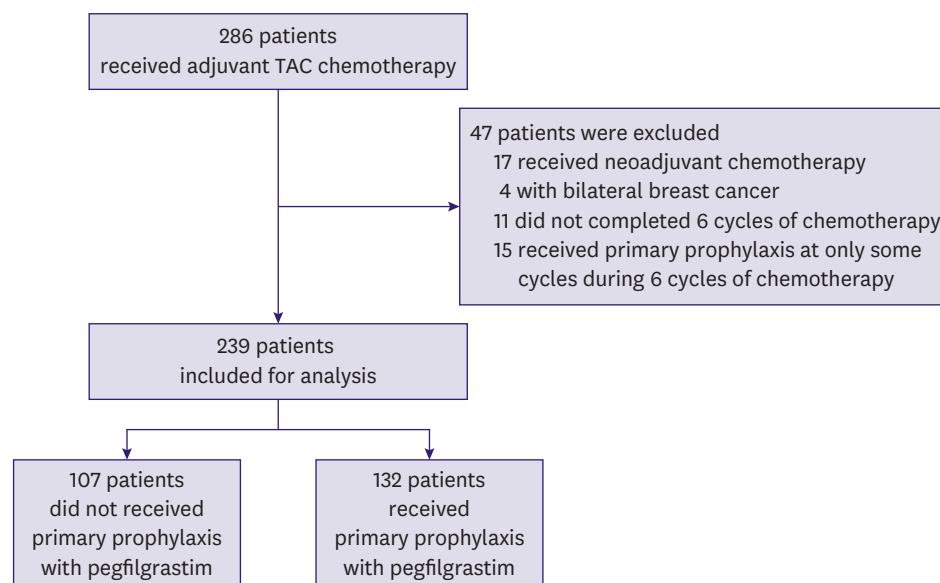 286 patients
received adjuvant TAC chemotherapy
47 patients were excluded
17 received neoadjuvant chemotherapy
4 with bilateral breast cancer
11 did not completed 6 cycles of chemotherapy
15 received primary prophylaxis at only some
cycles during 6 cycles of chemotherapy
239 patients
included for analysis
107 patients
did not received
primary prophylaxis
with pegfilgrastim
132 patients
received
primary prophylaxis
with pegfilgrastim